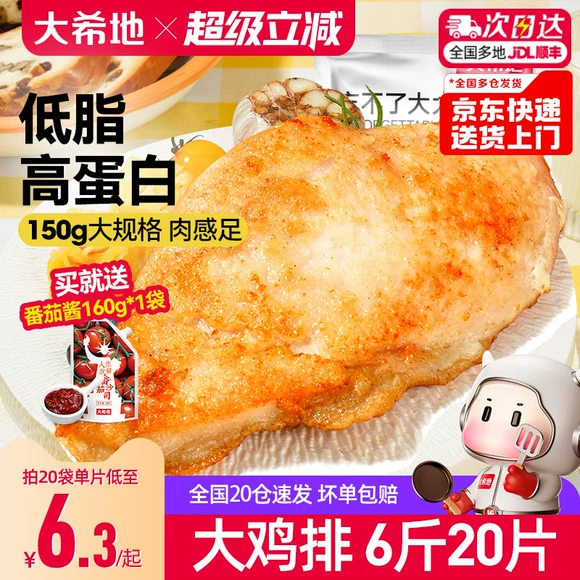 大希地×超级立减
次日达
全国多地 JDL顺丰
*全国多仓发货
京东快递
送货上门
低脂
高蛋白
150g大规格 肉感足
买就送
番茄酱160g*1袋
大希地
拍20袋单片低至
¥6.3/起
全国20仓速发 坏单包赔
大鸡排 6斤20片